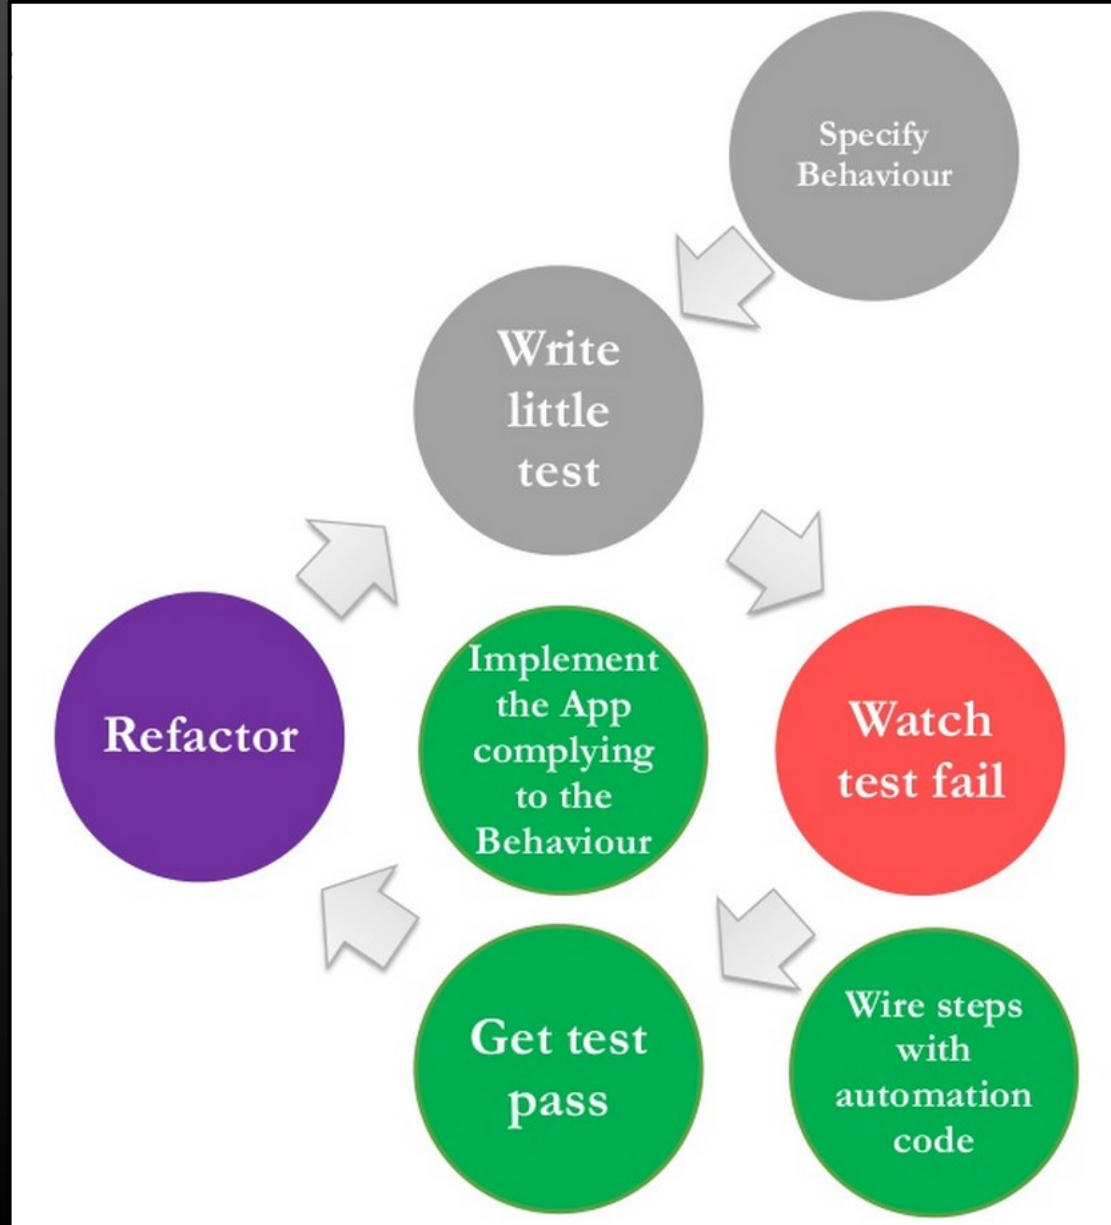 Specify
Behaviour
Write
little
test
Refactor
Implement
the App
complying
to the
Behaviour
Watch
test fail
Get test
pass
Wire steps
with
automation
code